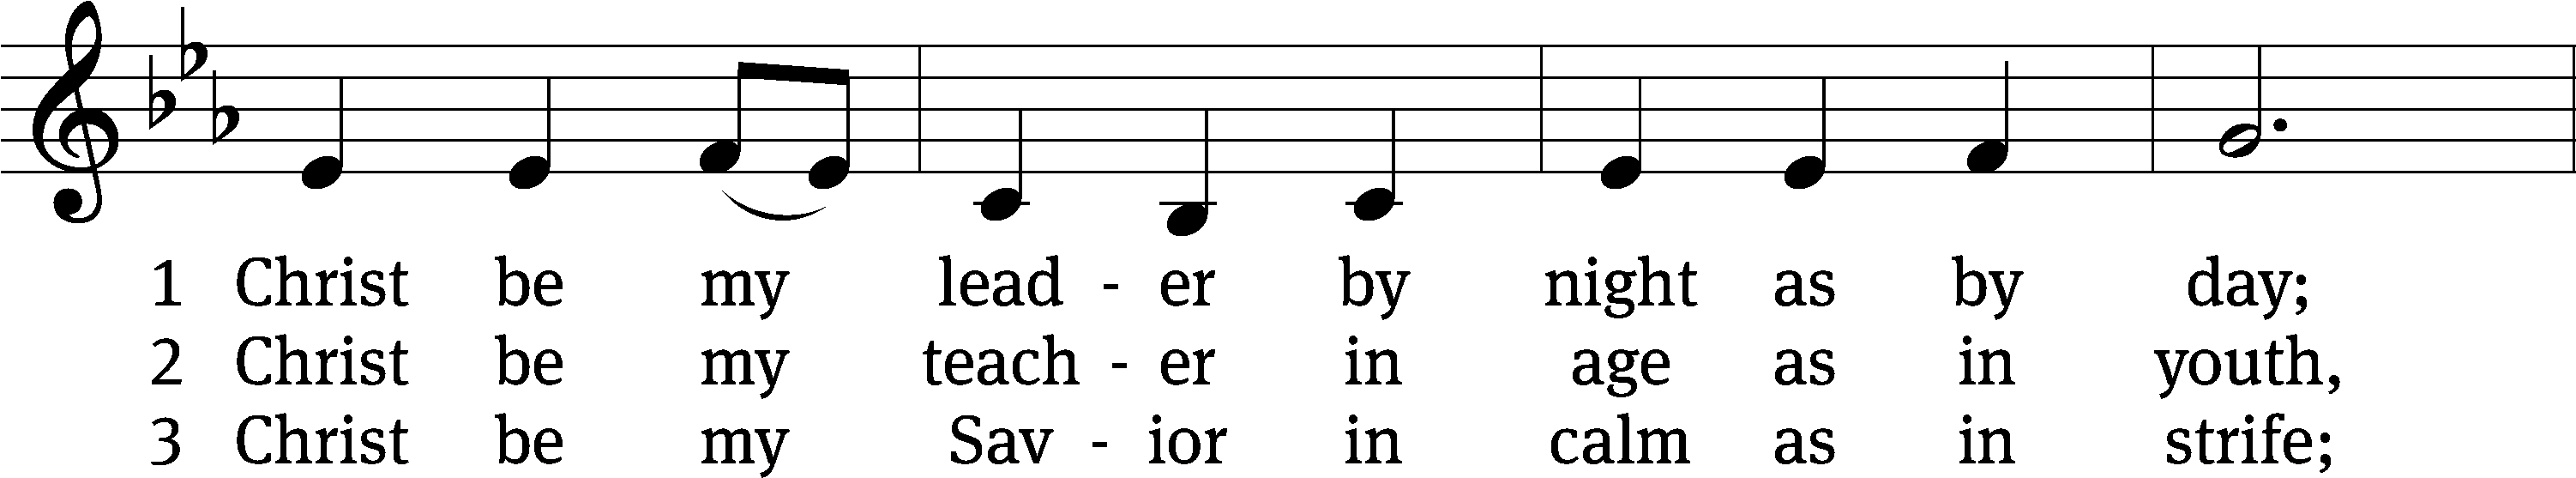 1 Christ be my lead - er by night as by day;
2 Christ be my teach - er in age as in youth,
3 Christ be my Sav - ior in calm as in strife;